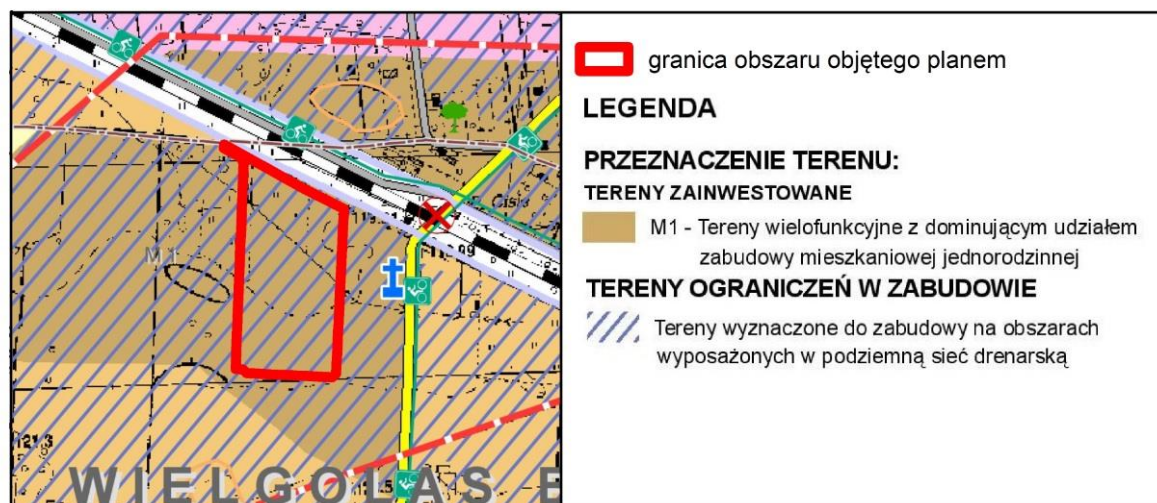 granica obszaru objętego planem
LEGENDA
PRZEZNACZENIE TERENU:
TERENY ZAINWESTOWANE
M1 - Tereny wielofunkcyjne z dominującym udziałem
zabudowy mieszkaniowej jednorodzinnej
TERENY OGRANICZEŃ W ZABUDOWIE
Tereny wyznaczone do zabudowy na obszarach
wyposażonych w podziemną sieć drenarską
M1
WIELGOLAS